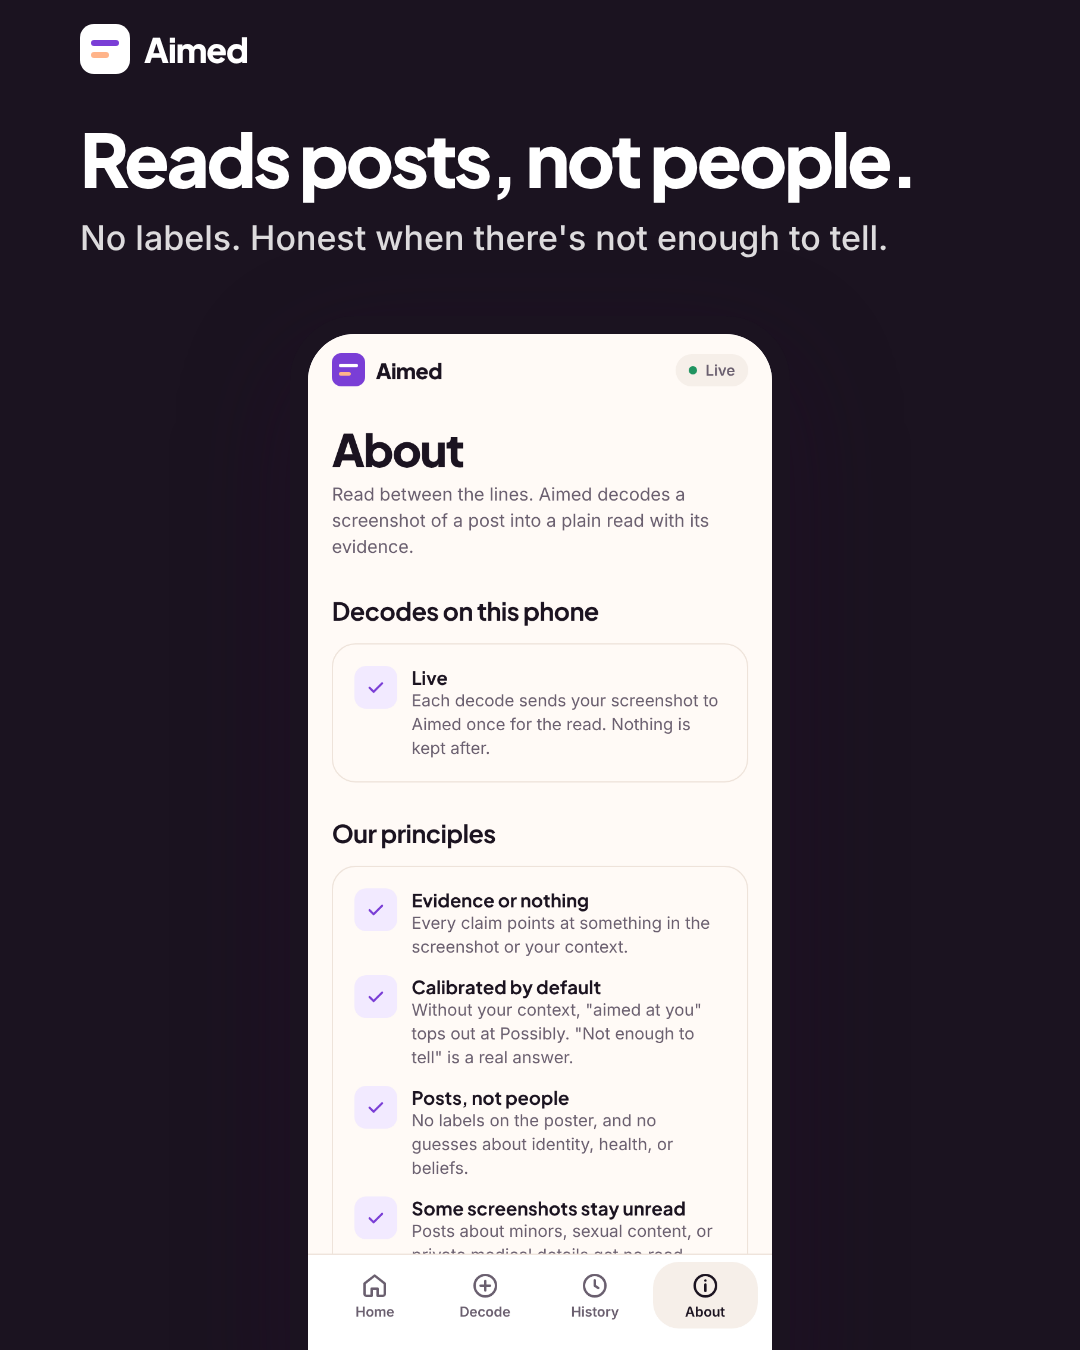 Aimed
Reads posts, not people.
No labels. Honest when there's not enough to tell.
Aimed
Live
About
Read between the lines. Aimed decodes a
screenshot of a post into a plain read with its
evidence.
Decodes on this phone
Live
Each decode sends your screenshot to
Aimed once for the read. Nothing is
kept after.
Our principles
Evidence or nothing
Every claim points at something in the
screenshot or your context.
Calibrated by default
Without your context, "aimed at you"
tops out at Possibly. "Not enough to
tell" is a real answer.
Posts, not people
No labels on the poster, and no
guesses about identity, health, or
beliefs.
Some screenshots stay unread
Posts about minors, sexual content, or
private medical details get no read.
Home
Decode
History
About